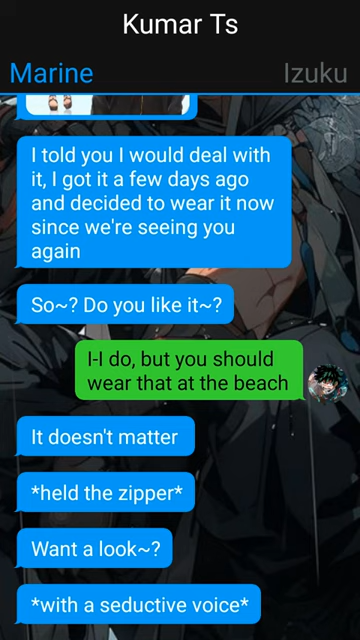 Kumar Ts
Marine
Izuku
I told you I would deal with
it, I got it a few days ago
and decided to wear it now
since we're seeing you
again
So~? Do you like it~?
I-I do, but you should
wear that at the beach
It doesn't matter
*held the zipper*
Want a look~?
*with a seductive voice*